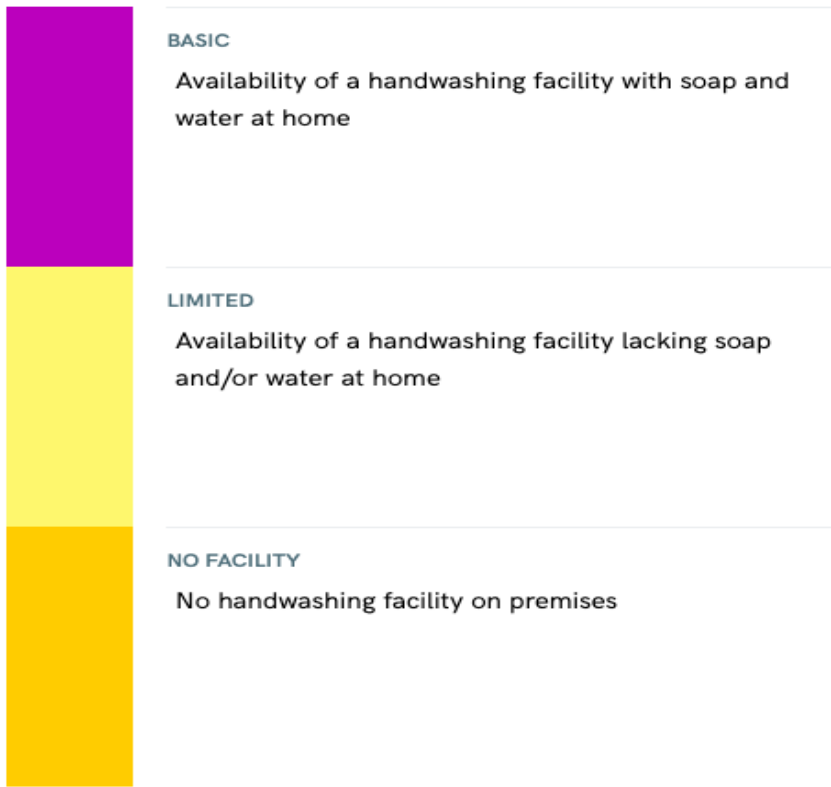 BASIC
Availability of a handwashing facility with soap and
water at home
LIMITED
Availability of a handwashing facility lacking soap
and/or water at home
NO FACILITY
No handwashing facility on premises